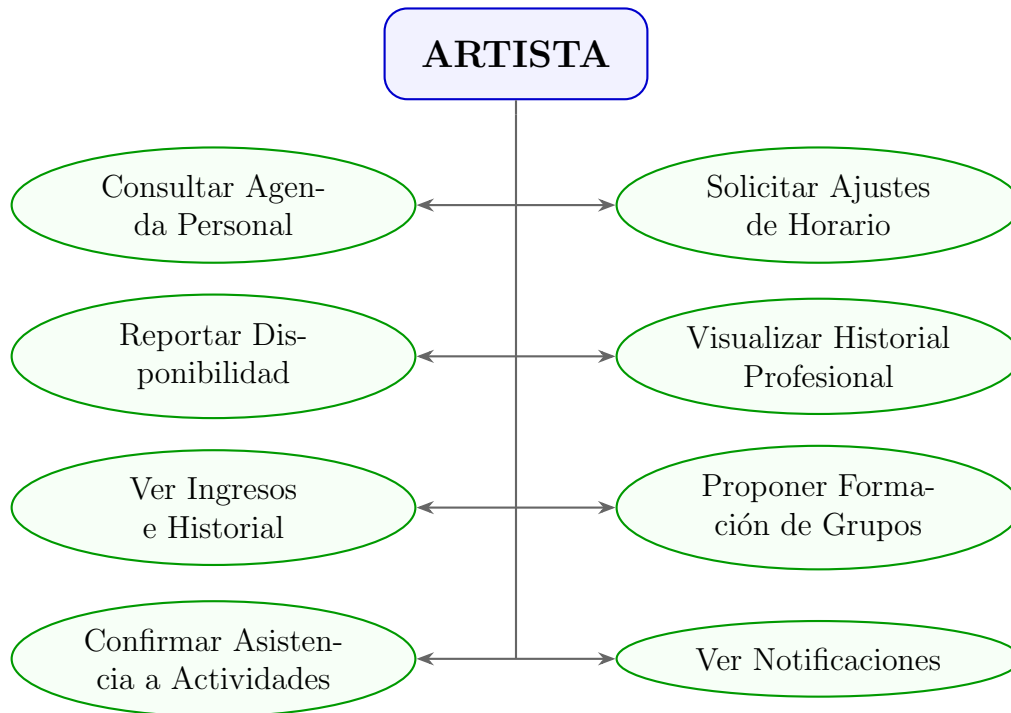 ARTISTA
Consultar Agen-
da Personal
Solicitar Ajustes
de Horario
Reportar Dis-
ponibilidad
Visualizar Historial
Profesional
Ver Ingresos
e Historial
Proponer Forma-
ción de Grupos
Confirmar Asisten-
cia a Actividades
Ver Notificaciones